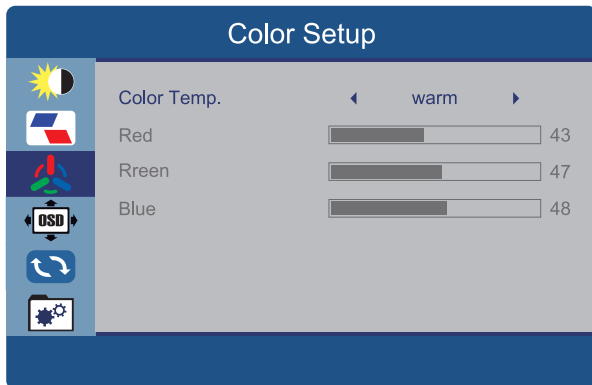 Color Setup
Color Temp. warm
Red 43
Rreen 47
Blue 48
OSD